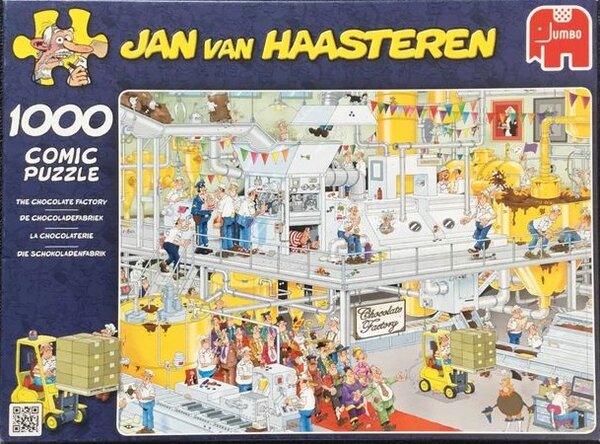 JAN VAN HAASTEREN
JUMBO
1000
COMIC
PUZZLE
THE CHOCOLATE FACTORY
DE CHOCOLADEFABRIEK
LA CHOCOLATERIE
DIE SCHOKOLADENFABRIK
Chocolate
Factory